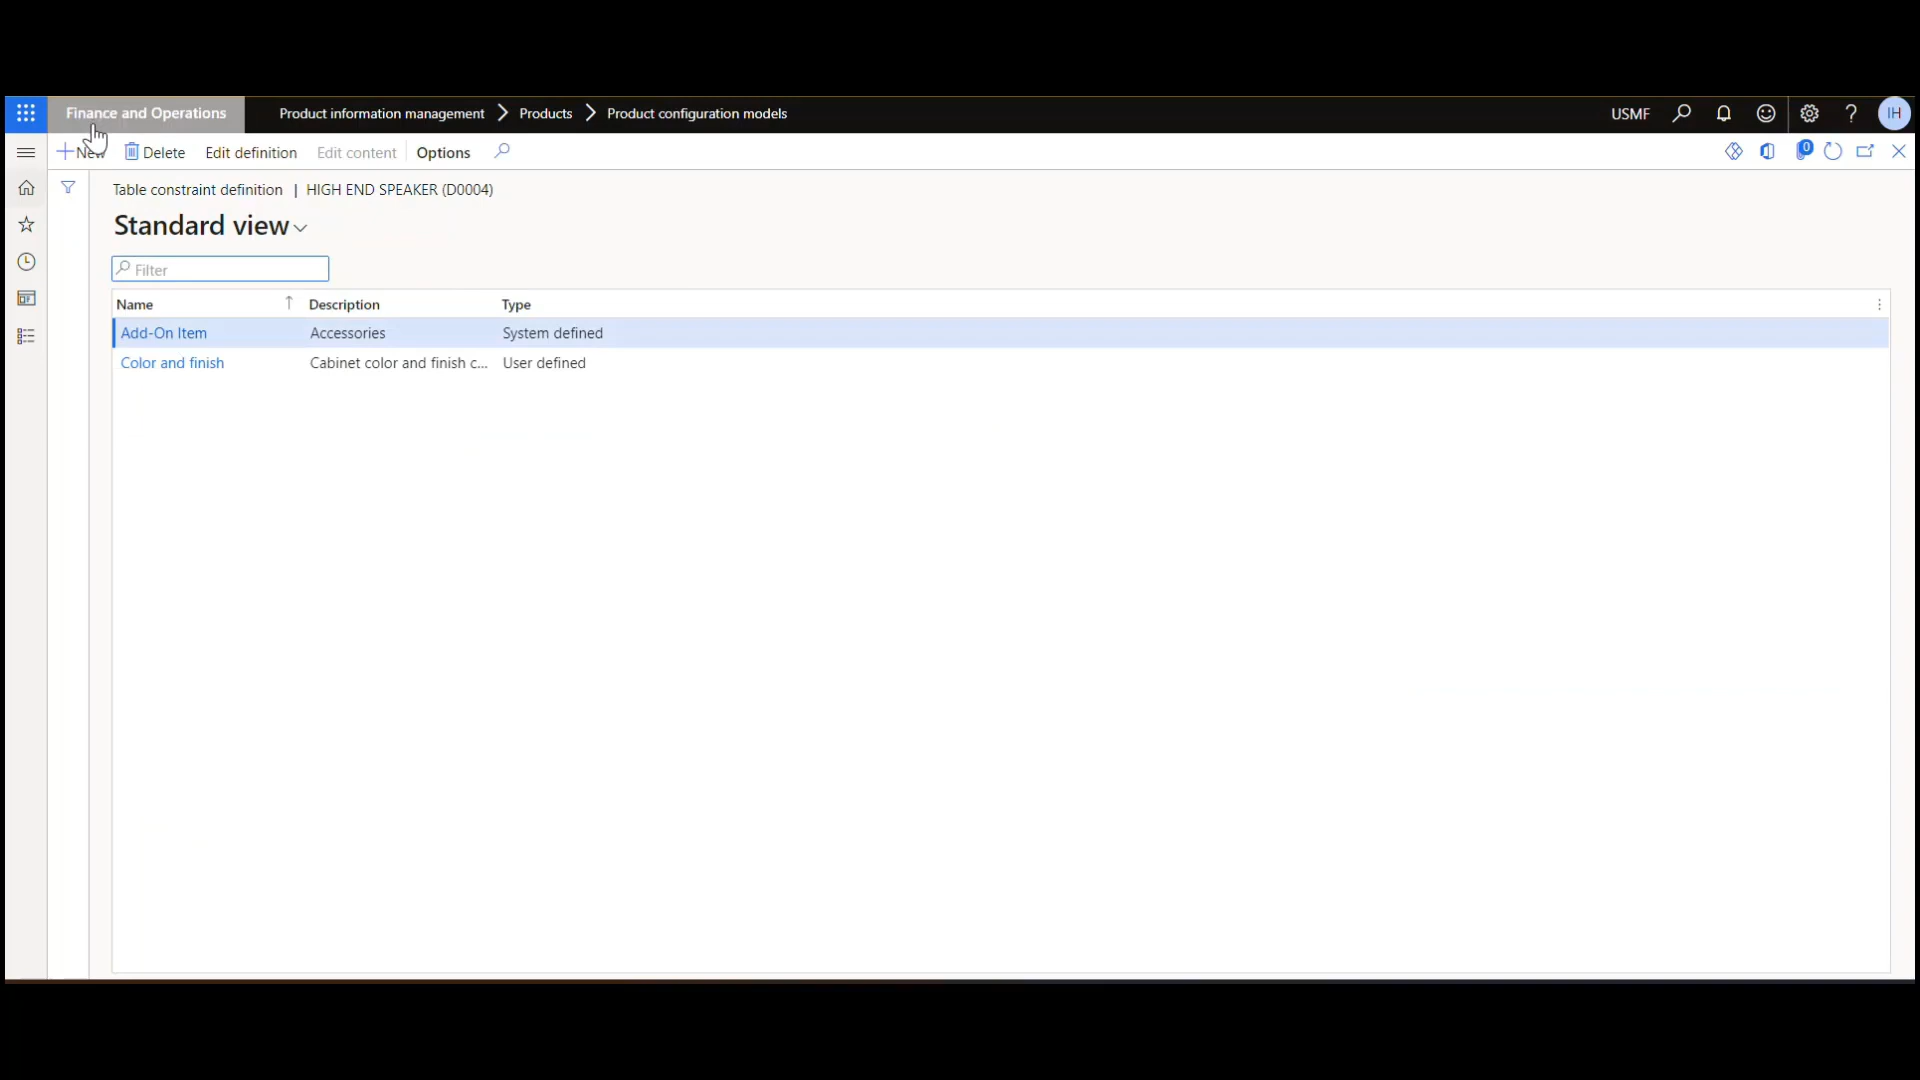 Finance and Operations Product information management Products Product configuration models USMF ? IH
New Delete Edit definition Edit content Options 0
Table constraint definition | HIGH END SPEAKER (D0004)
Standard view
Filter
Name Description Type
Add-On Item Accessories System defined
Color and finish Cabinet color and finish c... User defined